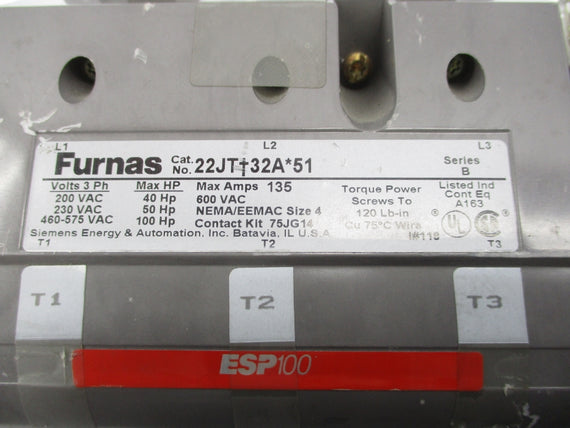 L1 L2 L3
Furnas Cat. No. 22JT†32A*51 Series B
Volts 3 Ph Max HP Max Amps 135 Torque Power Listed Ind
200 VAC 40 Hp 600 VAC Screws To Cont Eq
230 VAC 50 Hp NEMA/EEMAC Size 4 120 Lb-in A163
460-575 VAC 100 Hp Contact Kit 75JG14 Cu 75°C Wire ® UL ® SA ®
Siemens Energy & Automation, Inc. Batavia, IL U.S.A.
T1 T2 T3
T1 T2 T3
ESP100